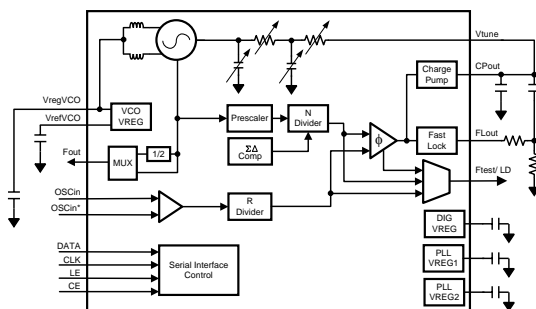 Vtune
Charge
Pump
CPout
VregVCO
VCO
VREG
VrefVCO
Prescaler
N
Divider
ϕ
Fast
Lock
FLout
Fout
MUX
1/2
ΣΔ
Comp
Ftest/ LD
OSCin
OSCin*
R
Divider
DIG
VREG
DATA
CLK
LE
CE
Serial Interface
Control
PLL
VREG1
PLL
VREG2